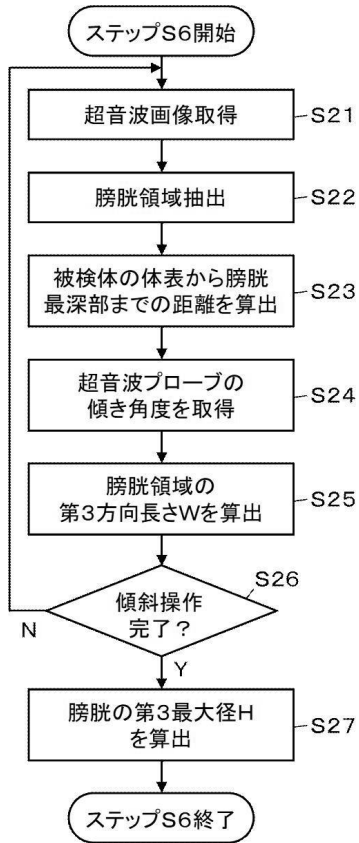 ステップS6開始
超音波画像取得
S21
膀胱領域抽出
S22
被検体の体表から膀胱
最深部までの距離を算出
S23
超音波プローブの
傾き角度を取得
S24
膀胱領域の
第3方向長さWを算出
S25
傾斜操作
完了？
S26
N
Y
膀胱の第3最大径H
を算出
S27
ステップS6終了